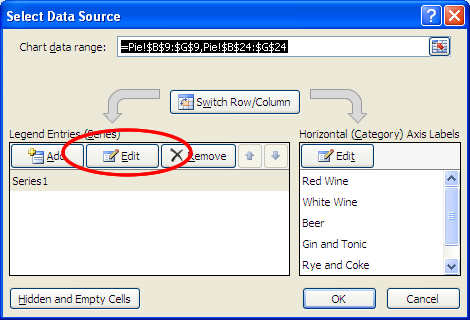 Select Data Source
Chart data range: =Pie!$B$9:$G$9,Pie!$B$24:$G$24
Switch Row/Column
Legend Entries (Series)
Horizontal (Category) Axis Labels
Add Edit Remove
Edit
Series1
Red Wine
White Wine
Beer
Gin and Tonic
Rye and Coke
Hidden and Empty Cells
OK
Cancel